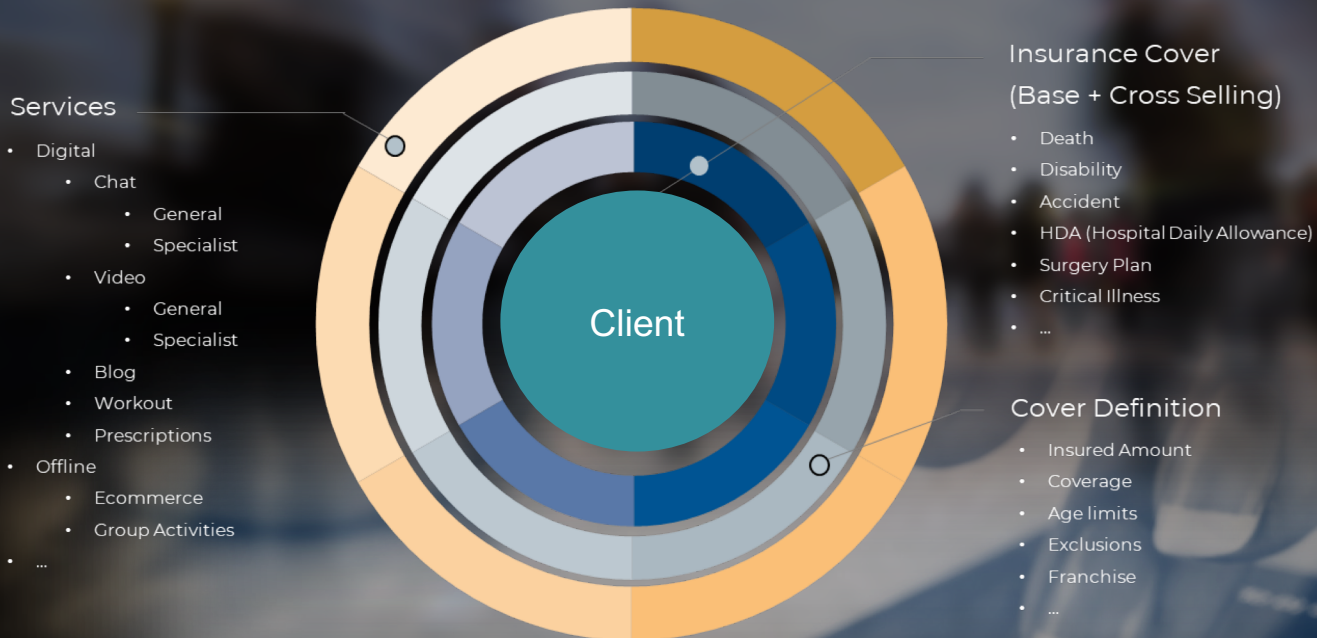 Services
• Digital
• Chat
• General
• Specialist
• Video
• General
• Specialist
• Blog
• Workout
• Prescriptions
• Offline
• Ecommerce
• Group Activities
• ...
Client
Insurance Cover
(Base + Cross Selling)
• Death
• Disability
• Accident
• HDA (Hospital Daily Allowance)
• Surgery Plan
• Critical Illness
• ...
Cover Definition
• Insured Amount
• Coverage
• Age limits
• Exclusions
• Franchise
• ...